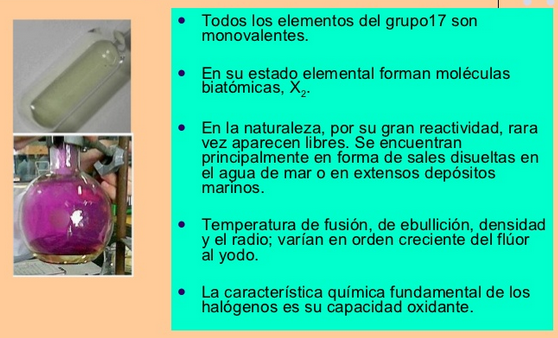 • Todos los elementos del grupo17 son
monovalentes.
• En su estado elemental forman moléculas
biatómicas, X₂.
• En la naturaleza, por su gran reactividad, rara
vez aparecen libres. Se encuentran
principalmente en forma de sales disueltas en
el agua de mar o en extensos depósitos
marinos.
• Temperatura de fusión, de ebullición, densidad
y el radio; varían en orden creciente del flúor
al yodo.
• La característica química fundamental de los
halógenos es su capacidad oxidante.